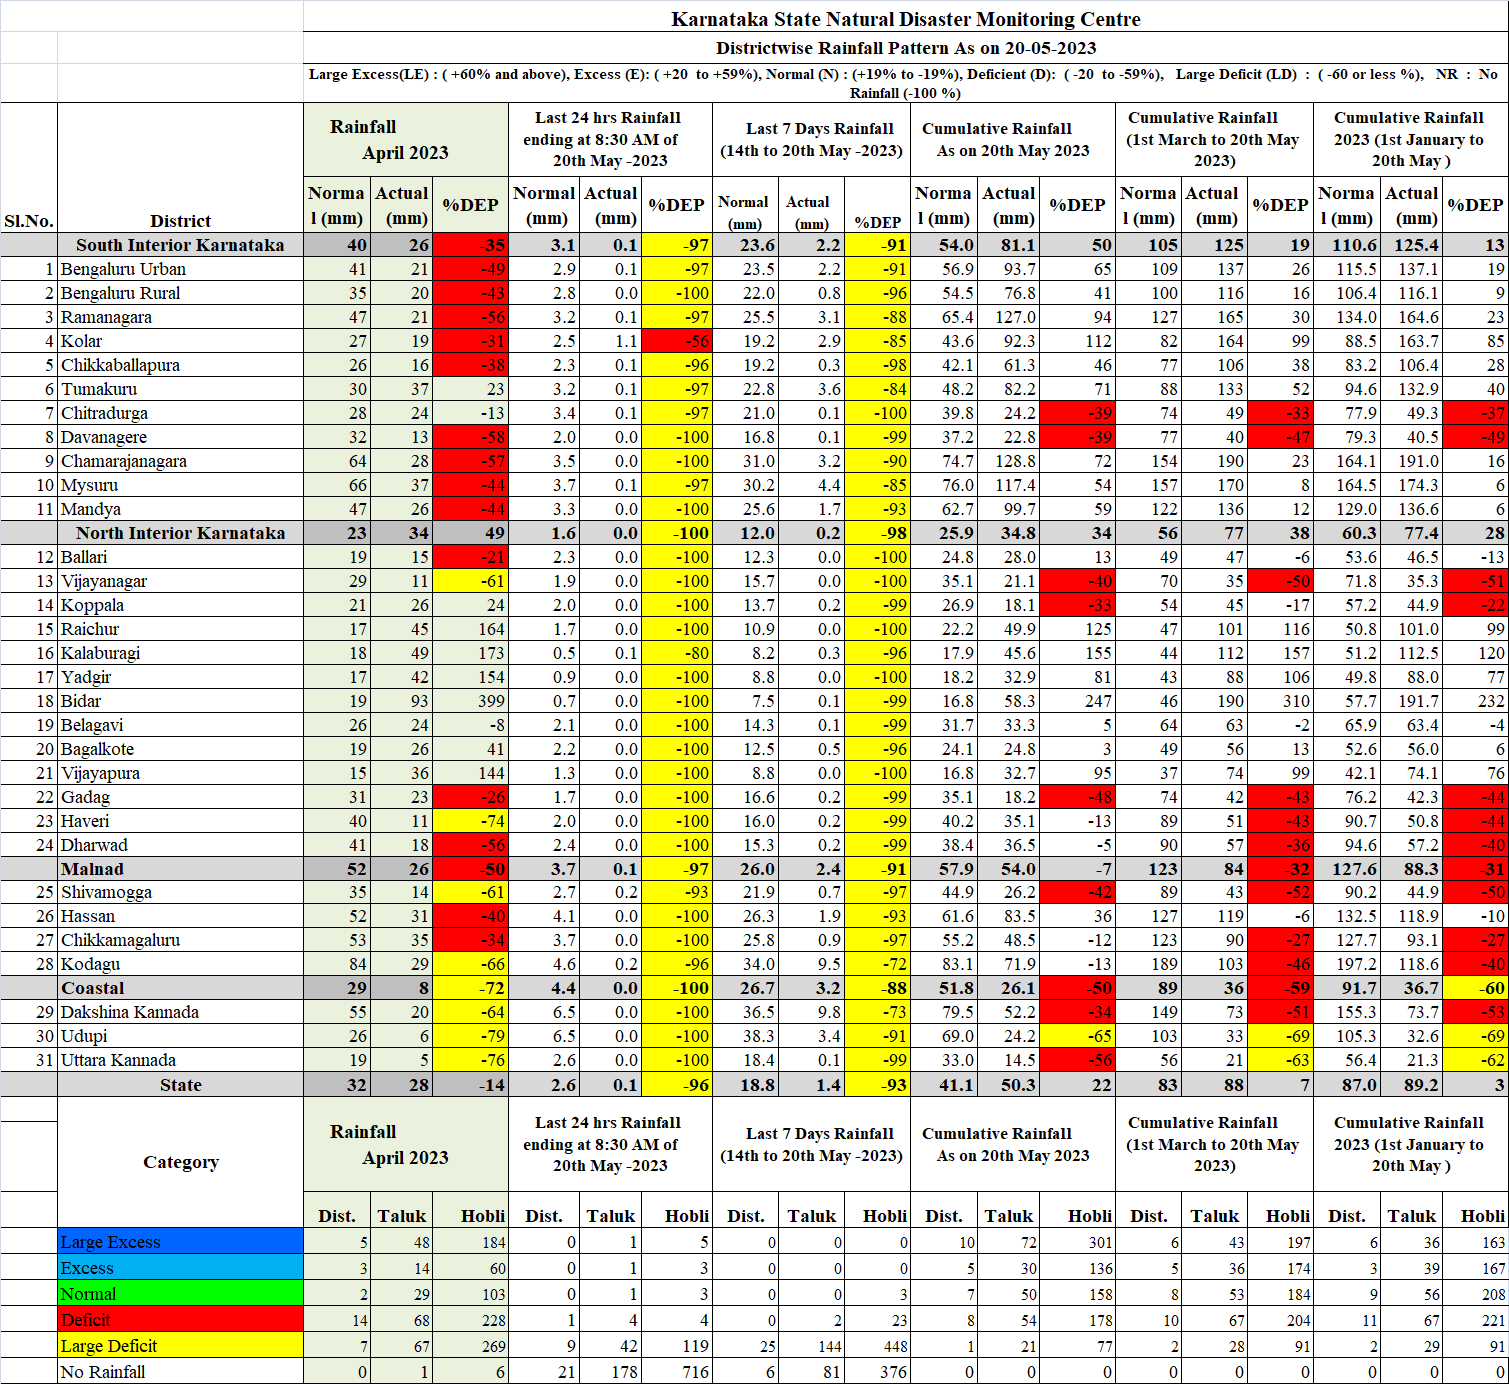 Karnataka State Natural Disaster Monitoring Centre
Districtwise Rainfall Pattern As on 20-05-2023
Large Excess(LE) : ( +60% and above), Excess (E): ( +20 to +59%), Normal (N) : (+19% to -19%), Deficient (D): ( -20 to -59%), Large Deficit (LD) : ( -60 or less %), NR : No
Rainfall (-100 %)
Sl.No. District Rainfall April 2023 Last 24 hrs Rainfall ending at 8:30 AM of 20th May -2023 Last 7 Days Rainfall (14th to 20th May -2023) Cumulative Rainfall As on 20th May 2023 Cumulative Rainfall (1st March to 20th May 2023) Cumulative Rainfall 2023 (1st January to 20th May )
Normal (mm) Actual (mm) %DEP Normal (mm) Actual (mm) %DEP Normal (mm) Actual (mm) %DEP Normal (mm) Actual (mm) %DEP Normal (mm) Actual (mm) %DEP Normal (mm) Actual (mm) %DEP
South Interior Karnataka 40 26 -35 3.1 0.1 -97 23.6 2.2 -91 54.0 81.1 50 105 125 19 110.6 125.4 13
1 Bengaluru Urban 41 21 -49 2.9 0.1 -97 23.5 2.2 -91 56.9 93.7 65 109 137 26 115.5 137.1 19
2 Bengaluru Rural 35 20 -43 2.8 0.0 -100 22.0 0.8 -96 54.5 76.8 41 100 116 16 106.4 116.1 9
3 Ramanagara 47 21 -56 3.2 0.1 -97 25.5 3.1 -88 65.4 127.0 94 127 165 30 134.0 164.6 23
4 Kolar 27 19 -31 2.5 1.1 -56 19.2 2.9 -85 43.6 92.3 112 82 164 99 88.5 163.7 85
5 Chikkaballapura 26 16 -38 2.3 0.1 -96 19.2 0.3 -98 42.1 61.3 46 77 106 38 83.2 106.4 28
6 Tumakuru 30 37 23 3.2 0.1 -97 22.8 3.6 -84 48.2 82.2 71 88 133 52 94.6 132.9 40
7 Chitradurga 28 24 -13 3.4 0.1 -97 21.0 0.1 -100 39.8 24.2 -39 74 49 -33 77.9 49.3 -37
8 Davanagere 32 13 -58 2.0 0.0 -100 16.8 0.1 -99 37.2 22.8 -39 77 40 -47 79.3 40.5 -49
9 Chamarajanagara 64 28 -57 3.5 0.0 -100 31.0 3.2 -90 74.7 128.8 72 154 190 23 164.1 191.0 16
10 Mysuru 66 37 -44 3.7 0.1 -97 30.2 4.4 -85 76.0 117.4 54 157 170 8 164.5 174.3 6
11 Mandya 47 26 -44 3.3 0.0 -100 25.6 1.7 -93 62.7 99.7 59 122 136 12 129.0 136.6 6
North Interior Karnataka 23 34 49 1.6 0.0 -100 12.0 0.2 -98 25.9 34.8 34 56 77 38 60.3 77.4 28
12 Ballari 19 15 -21 2.3 0.0 -100 12.3 0.0 -100 24.8 28.0 13 49 47 -6 53.6 46.5 -13
13 Vijayanagar 29 11 -61 1.9 0.0 -100 15.7 0.0 -100 35.1 21.1 -40 70 35 -50 71.8 35.3 -51
14 Koppala 21 26 24 2.0 0.0 -100 13.7 0.2 -99 26.9 18.1 -33 54 45 -17 57.2 44.9 -22
15 Raichur 17 45 164 1.7 0.0 -100 10.9 0.0 -100 22.2 49.9 125 47 101 116 50.8 101.0 99
16 Kalaburagi 18 49 173 0.5 0.1 -80 8.2 0.3 -96 17.9 45.6 155 44 112 157 51.2 112.5 120
17 Yadgir 17 42 154 0.9 0.0 -100 8.8 0.0 -100 18.2 32.9 81 43 88 106 49.8 88.0 77
18 Bidar 19 93 399 0.7 0.0 -100 7.5 0.1 -99 16.8 58.3 247 46 190 310 57.7 191.7 232
19 Belagavi 26 24 -8 2.1 0.0 -100 14.3 0.1 -99 31.7 33.3 5 64 63 -2 65.9 63.4 -4
20 Bagalkote 19 26 41 2.2 0.0 -100 12.5 0.5 -96 24.1 24.8 3 49 56 13 52.6 56.0 6
21 Vijayapura 15 36 144 1.3 0.0 -100 8.8 0.0 -100 16.8 32.7 95 37 74 99 42.1 74.1 76
22 Gadag 31 23 -26 1.7 0.0 -100 16.6 0.2 -99 35.1 18.2 -48 74 42 -43 76.2 42.3 -44
23 Haveri 40 11 -74 2.0 0.0 -100 16.0 0.2 -99 40.2 35.1 -13 89 51 -43 90.7 50.8 -44
24 Dharwad 41 18 -56 2.4 0.0 -100 15.3 0.2 -99 38.4 36.5 -5 90 57 -36 94.6 57.2 -40
Malnad 52 26 -50 3.7 0.1 -97 26.0 2.4 -91 57.9 54.0 -7 123 84 -32 127.6 88.3 -31
25 Shivamogga 35 14 -61 2.7 0.2 -93 21.9 0.7 -97 44.9 26.2 -42 89 43 -52 90.2 44.9 -50
26 Hassan 52 31 -40 4.1 0.0 -100 26.3 1.9 -93 61.6 83.5 36 127 119 -6 132.5 118.9 -10
27 Chikkamagaluru 53 35 -34 3.7 0.0 -100 25.8 0.9 -97 55.2 48.5 -12 123 90 -27 127.7 93.1 -27
28 Kodagu 84 29 -66 4.6 0.2 -96 34.0 9.5 -72 83.1 71.9 -13 189 103 -46 197.2 118.6 -40
Coastal 29 8 -72 4.4 0.0 -100 26.7 3.2 -88 51.8 26.1 -50 89 36 -59 91.7 36.7 -60
29 Dakshina Kannada 55 20 -64 6.5 0.0 -100 36.5 9.8 -73 79.5 52.2 -34 149 73 -51 155.3 73.7 -53
30 Udupi 26 6 -79 6.5 0.0 -100 38.3 3.4 -91 69.0 24.2 -65 103 33 -69 105.3 32.6 -69
31 Uttara Kannada 19 5 -76 2.6 0.0 -100 18.4 0.1 -99 33.0 14.5 -56 56 21 -63 56.4 21.3 -62
State 32 28 -14 2.6 0.1 -96 18.8 1.4 -93 41.1 50.3 22 83 88 7 87.0 89.2 3
Category Rainfall April 2023 Last 24 hrs Rainfall ending at 8:30 AM of 20th May -2023 Last 7 Days Rainfall (14th to 20th May -2023) Cumulative Rainfall As on 20th May 2023 Cumulative Rainfall (1st March to 20th May 2023) Cumulative Rainfall 2023 (1st January to 20th May )
Dist. Taluk Hobli Dist. Taluk Hobli Dist. Taluk Hobli Dist. Taluk Hobli Dist. Taluk Hobli Dist. Taluk Hobli
Large Excess 5 48 184 0 1 5 0 0 0 10 72 301 6 43 197 6 36 163
Excess 3 14 60 0 1 3 0 0 0 5 30 136 5 36 174 3 39 167
Normal 2 29 103 0 1 3 0 0 3 7 50 158 8 53 184 9 56 208
Deficit 14 68 228 1 4 4 0 2 23 8 54 178 10 67 204 11 67 221
Large Deficit 7 67 269 9 42 119 25 144 448 1 21 77 2 28 91 2 29 91
No Rainfall 0 1 6 21 178 716 6 81 376 0 0 0 0 0 0 0 0 0